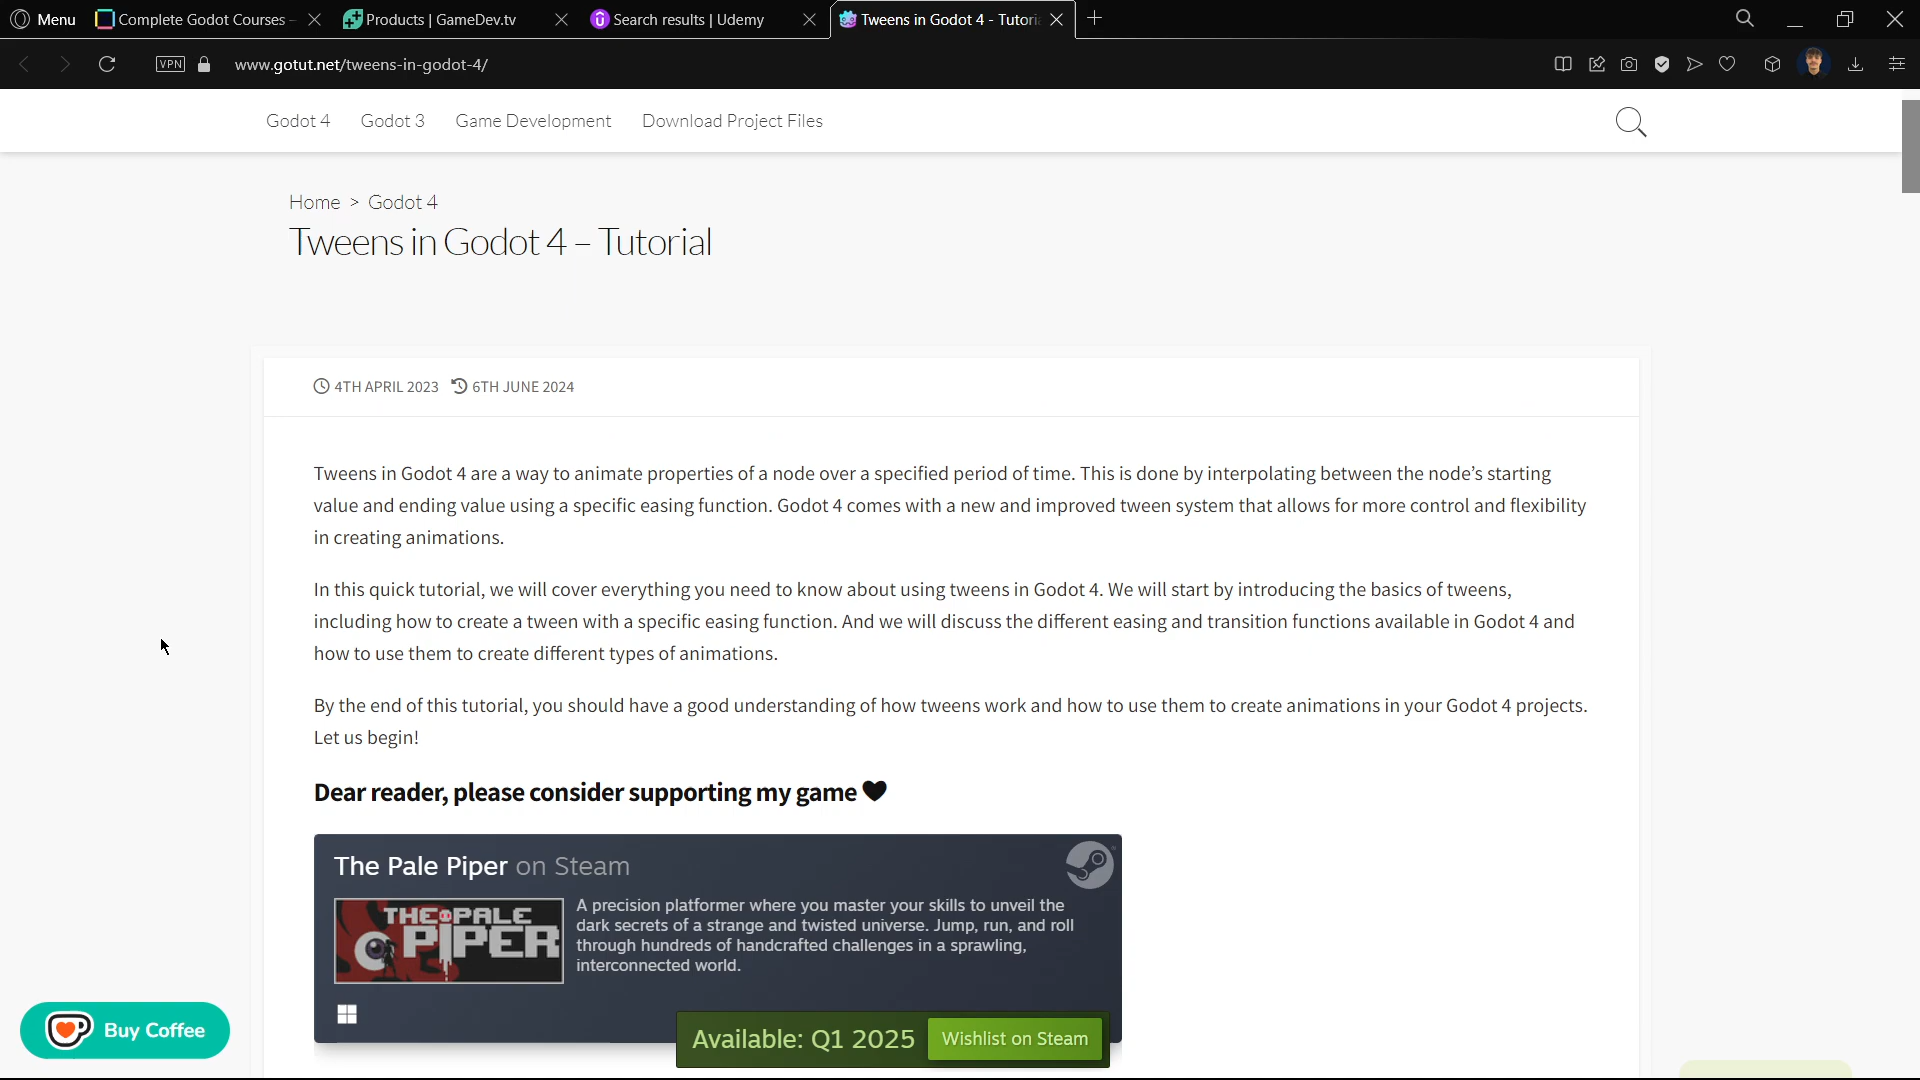 Menu
Complete Godot Courses -
Products | GameDev.tv
Search results | Udemy
Tweens in Godot 4 - Tutori
VPN
www.gotut.net/tweens-in-godot-4/
Godot 4
Godot 3
Game Development
Download Project Files
Home > Godot 4
Tweens in Godot 4 – Tutorial
4TH APRIL 2023
6TH JUNE 2024
Tweens in Godot 4 are a way to animate properties of a node over a specified period of time. This is done by interpolating between the node’s starting
value and ending value using a specific easing function. Godot 4 comes with a new and improved tween system that allows for more control and flexibility
in creating animations.
In this quick tutorial, we will cover everything you need to know about using tweens in Godot 4. We will start by introducing the basics of tweens,
including how to create a tween with a specific easing function. And we will discuss the different easing and transition functions available in Godot 4 and
how to use them to create different types of animations.
By the end of this tutorial, you should have a good understanding of how tweens work and how to use them to create animations in your Godot 4 projects.
Let us begin!
Dear reader, please consider supporting my game 🖤
The Pale Piper on Steam
THE PALE
PIPER
A precision platformer where you master your skills to unveil the
dark secrets of a strange and twisted universe. Jump, run, and roll
through hundreds of handcrafted challenges in a sprawling,
interconnected world.
Available: Q1 2025
Wishlist on Steam
Buy Coffee